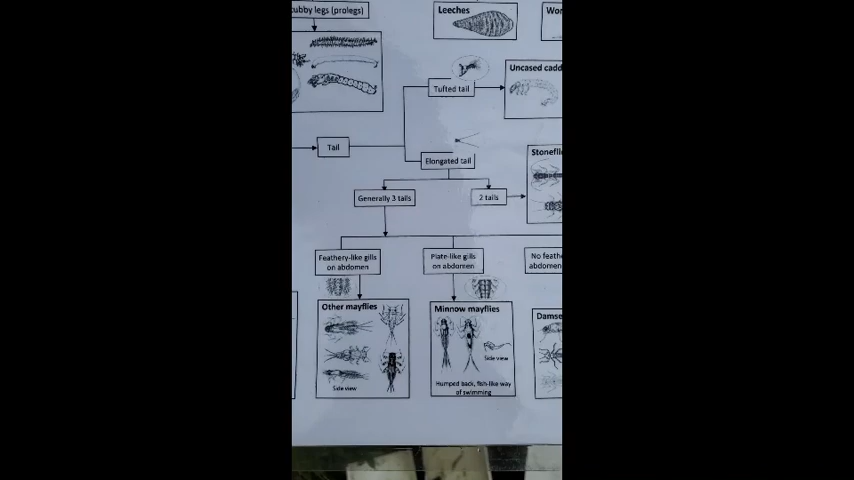 ubby legs (prolegs)
Leeches
Wor
Uncased cadd
Tufted tail
Tail
Elongated tail
Stonefli
Generally 3 tails
2 tails
Feathery-like gills
on abdomen
Plate-like gills
on abdomen
No feath
abdomen
Other mayflies
Side view
Minnow mayflies
Side view
Humped back, fish-like way
of swimming
Damse